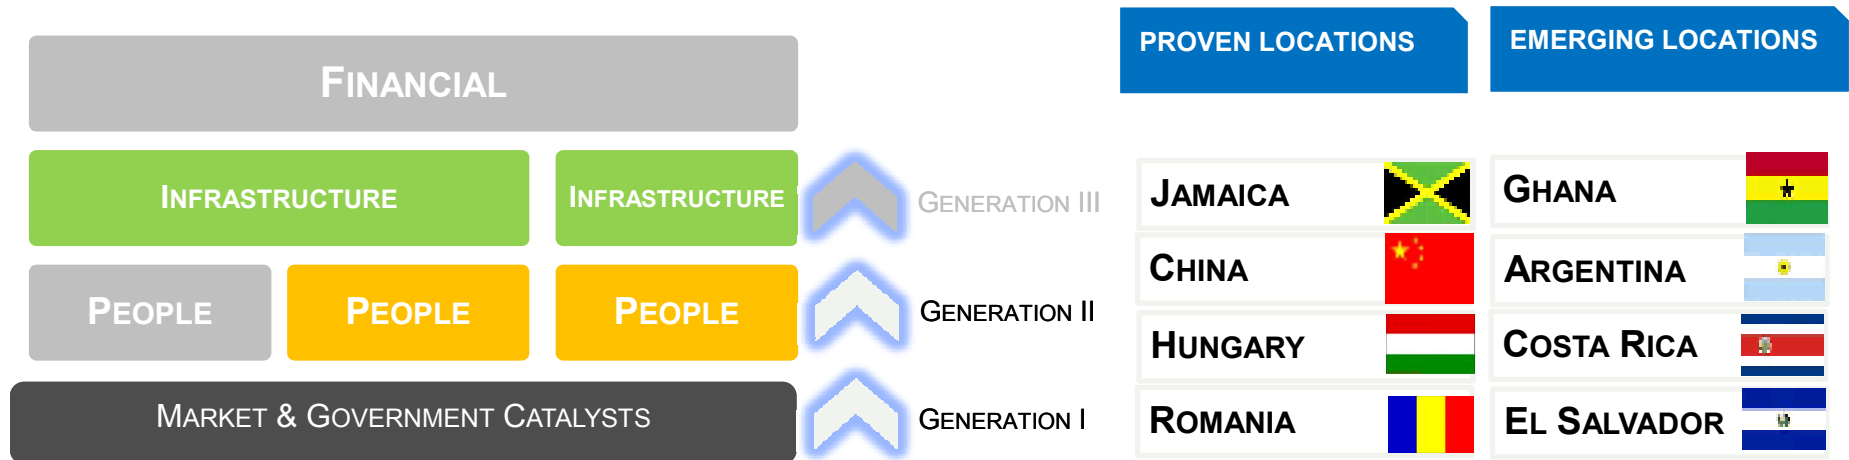 FINANCIAL
INFRASTRUCTURE
INFRASTRUCTURE
GENERATION III
PEOPLE
PEOPLE
PEOPLE
GENERATION II
MARKET & GOVERNMENT CATALYSTS
GENERATION I
PROVEN LOCATIONS
EMERGING LOCATIONS
JAMAICA
GHANA
CHINA
ARGENTINA
HUNGARY
COSTA RICA
ROMANIA
EL SALVADOR